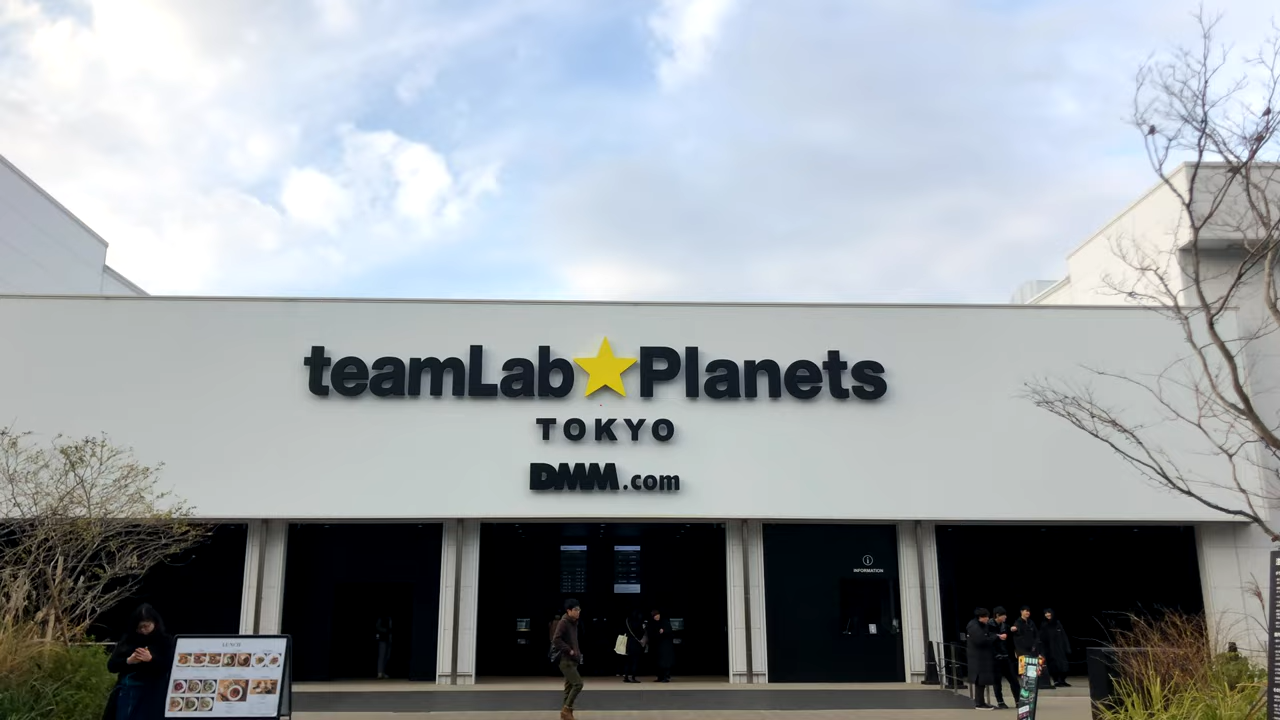 teamLab★Planets
TOKYO
DMM.com
INFORMATION
LUNCH